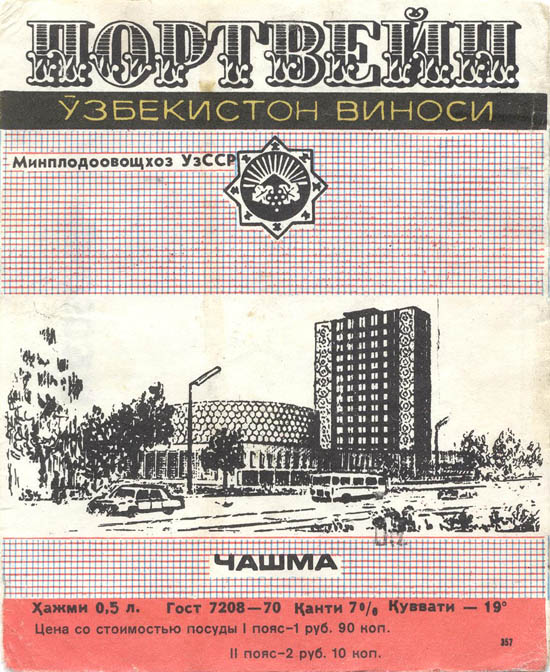 ПОРТВЕЙН
ЎЗБЕКИСТОН ВИНОСИ
Минплодоовощхоз УзССР
ЧАШМА
Ҳажми 0,5 л. Гост 7208—70 Қанти 7% Қуввати — 19°
Цена со стоимостью посуды I пояс-1 руб. 90 коп.
II пояс-2 руб. 10 коп.
357